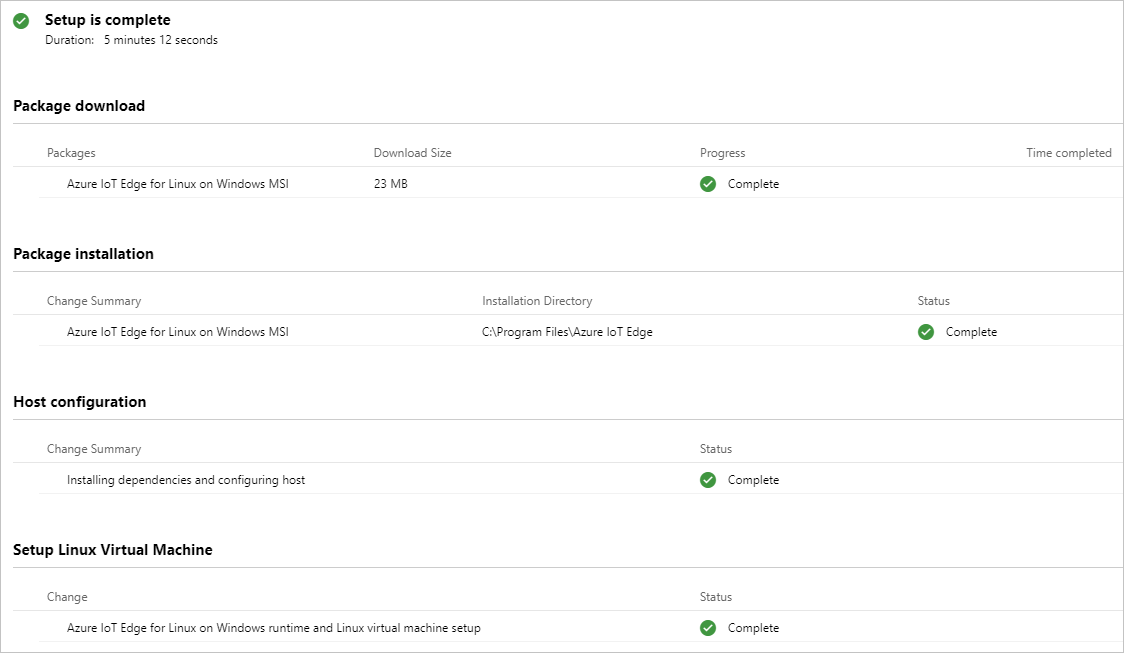 Setup is complete
Duration: 5 minutes 12 seconds
Package download
Packages Download Size Progress Time completed
Azure IoT Edge for Linux on Windows MSI 23 MB Complete
Package installation
Change Summary Installation Directory Status
Azure IoT Edge for Linux on Windows MSI C:\Program Files\Azure IoT Edge Complete
Host configuration
Change Summary Status
Installing dependencies and configuring host Complete
Setup Linux Virtual Machine
Change Status
Azure IoT Edge for Linux on Windows runtime and Linux virtual machine setup Complete